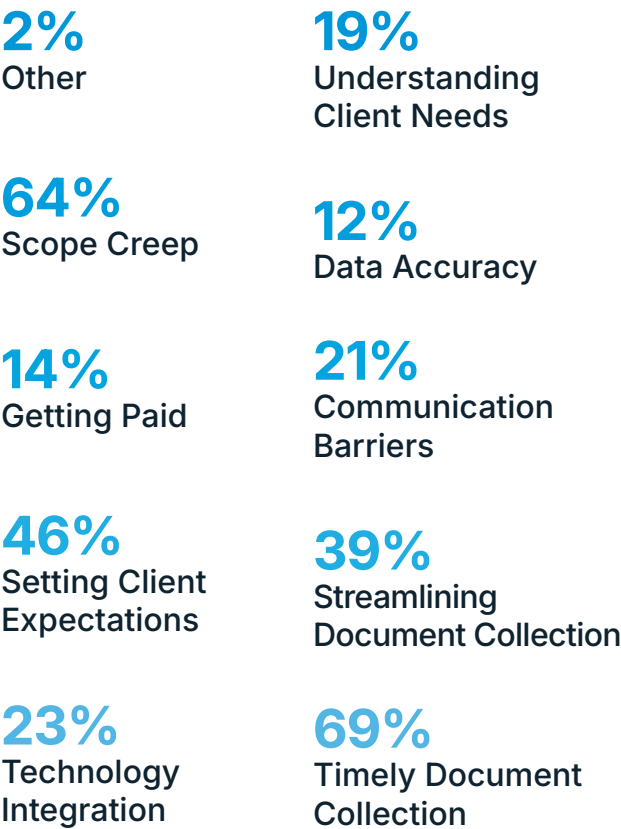 2%
Other
64%
Scope Creep
14%
Getting Paid
46%
Setting Client
Expectations
23%
Technology
Integration
19%
Understanding
Client Needs
12%
Data Accuracy
21%
Communication
Barriers
39%
Streamlining
Document Collection
69%
Timely Document
Collection